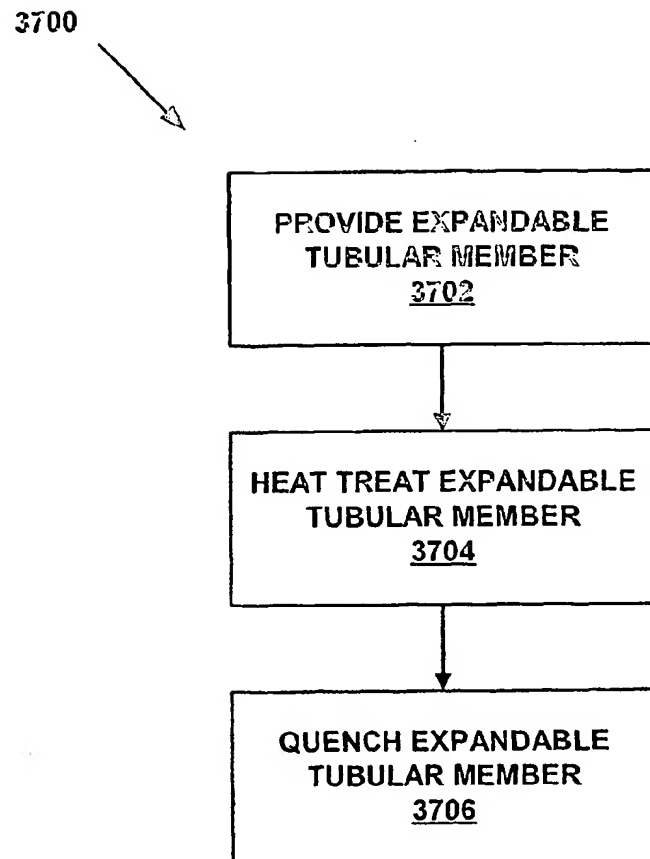 3700
PROVIDE EXPANDABLE
TUBULAR MEMBER
3702
HEAT TREAT EXPANDABLE
TUBULAR MEMBER
3704
QUENCH EXPANDABLE
TUBULAR MEMBER
3706